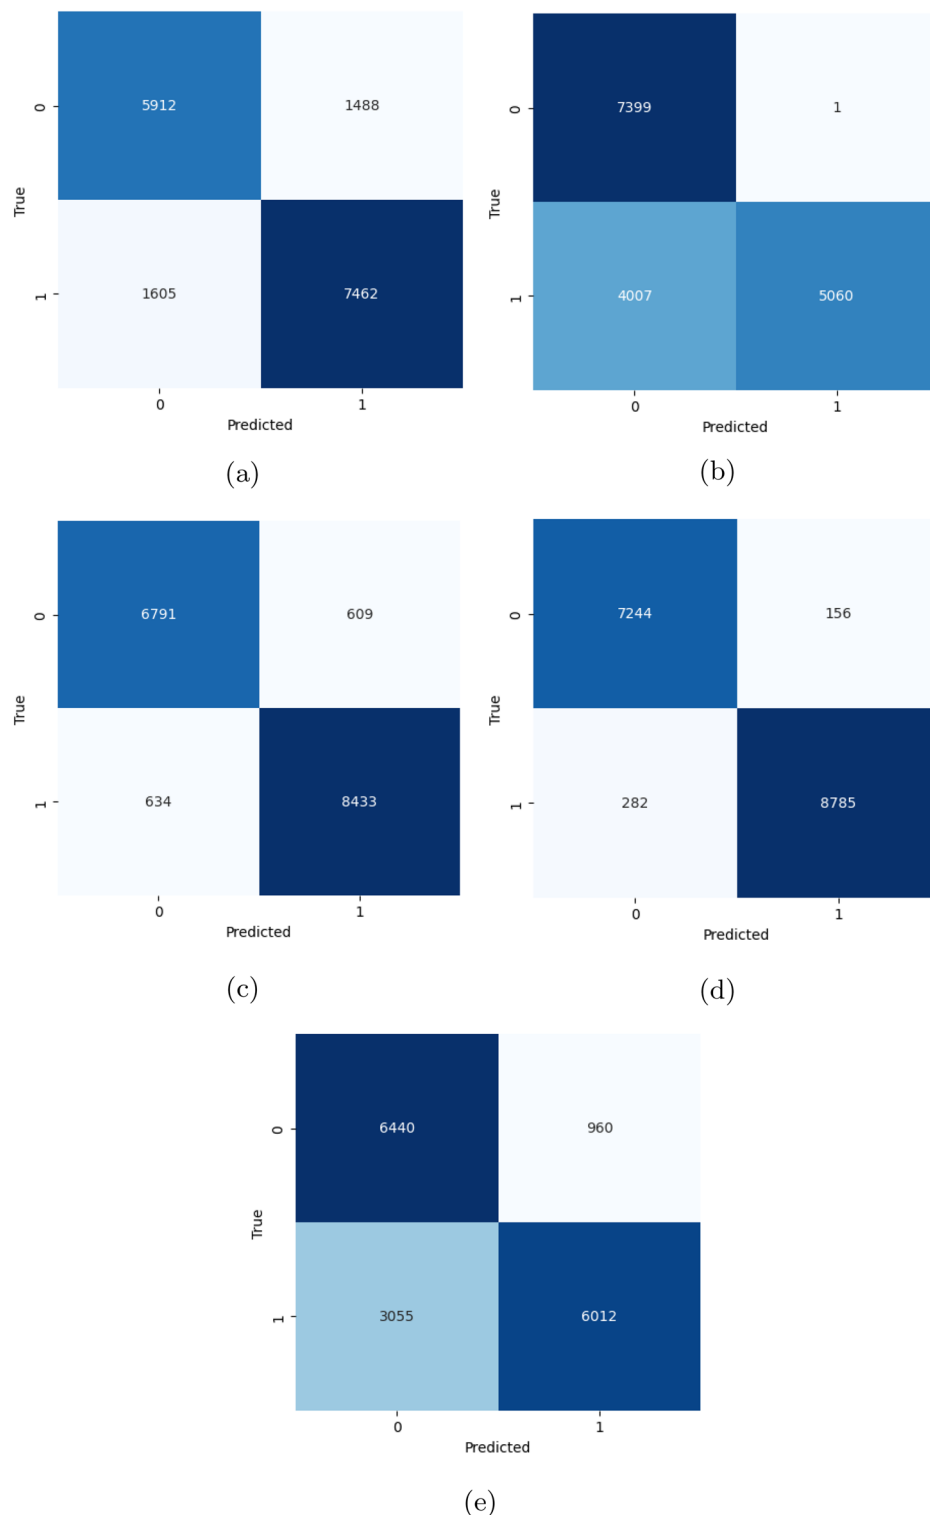 0 5912 1488
True
1 1605 7462
0 1
Predicted
(a)
0 7399 1
True
1 4007 5060
0 1
Predicted
(b)
0 6791 609
True
1 634 8433
0 1
Predicted
(c)
0 7244 156
True
1 282 8785
0 1
Predicted
(d)
0 6440 960
True
1 3055 6012
0 1
Predicted
(e)